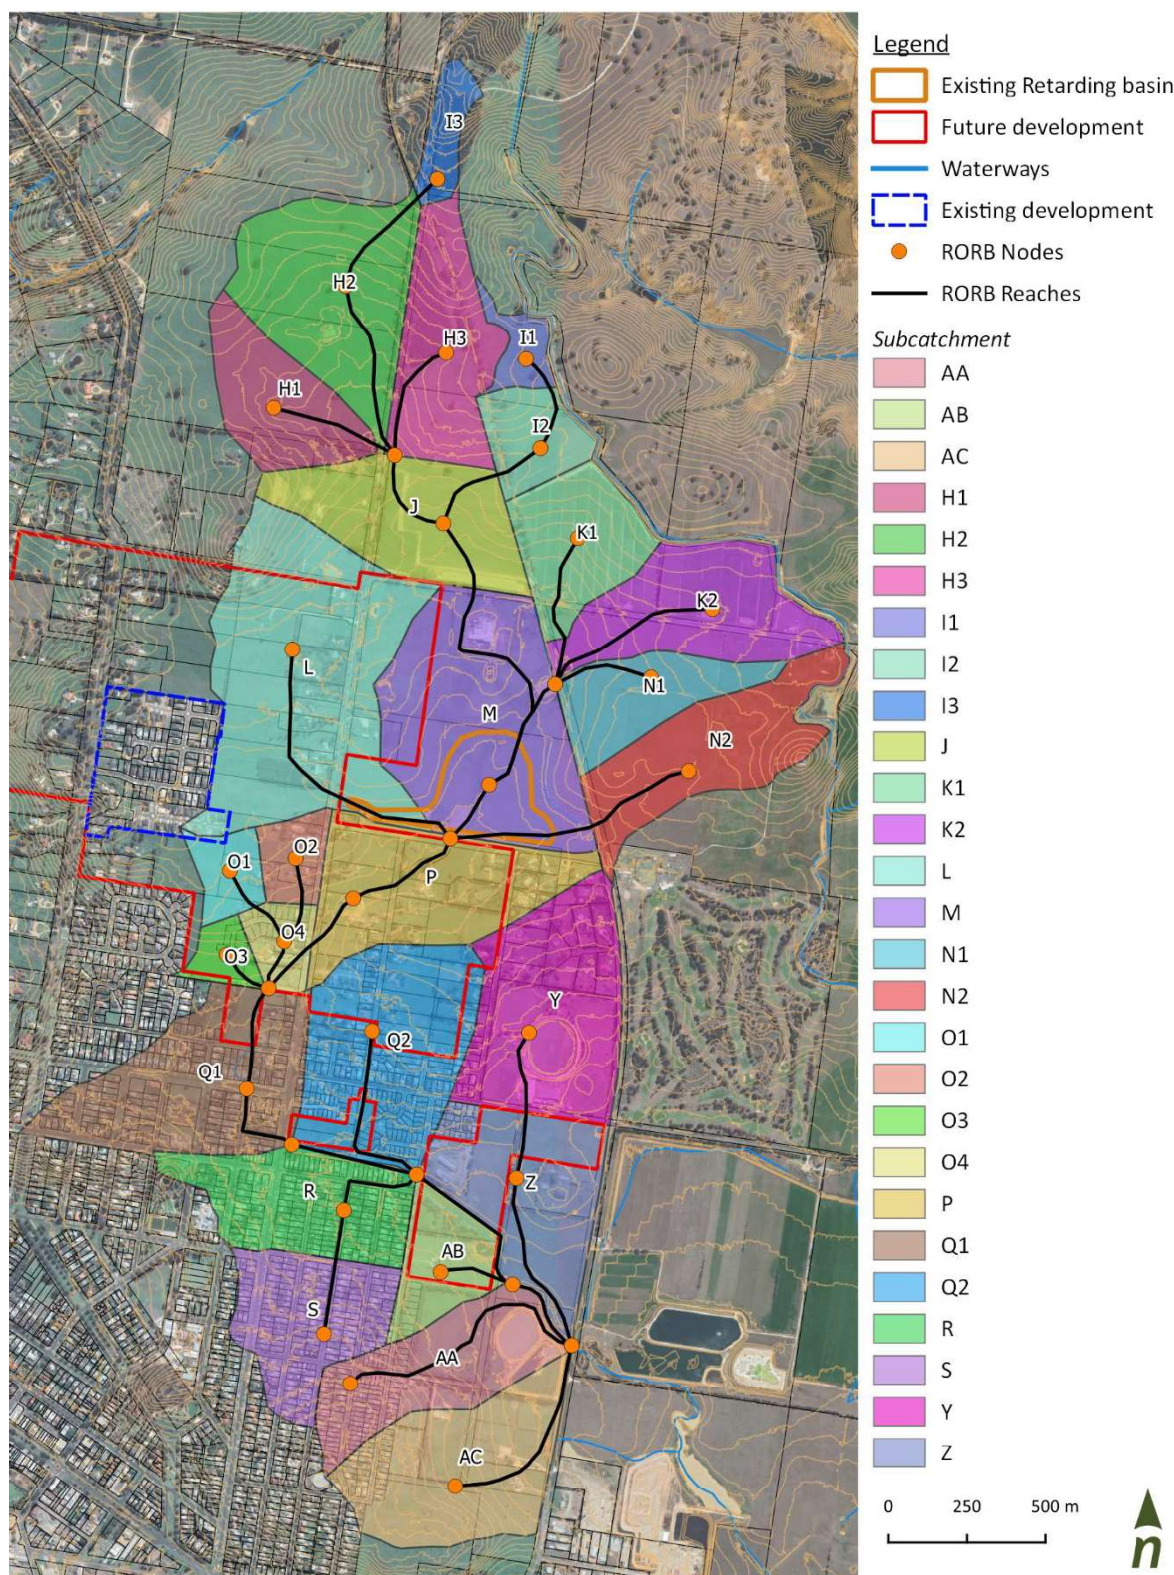 I3
H2
H3
I1
H1
I2
J
K1
K2
L
N1
M
N2
O2
O1
P
O4
O3
Y
Q2
Q1
Z
R
AB
S
AA
AC
Legend
Existing Retarding basin
Future development
Waterways
Existing development
RORB Nodes
RORB Reaches
Subcatchment
AA
AB
AC
H1
H2
H3
I1
I2
I3
J
K1
K2
L
M
N1
N2
O1
O2
O3
O4
P
Q1
Q2
R
S
Y
Z
0 250 500 m
n